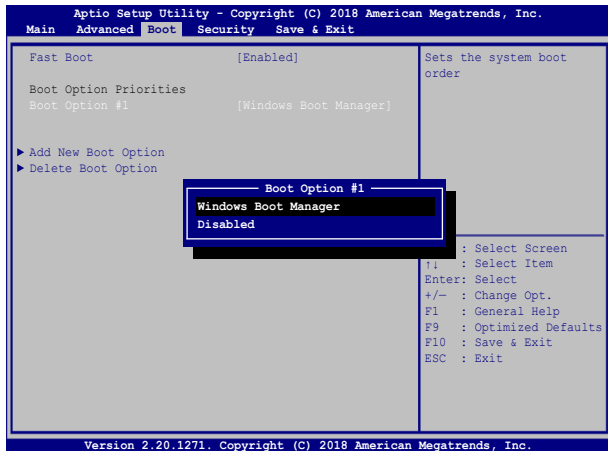 Aptio Setup Utility - Copyright (C) 2018 American Megatrends, Inc.
Main Advanced Boot Security Save & Exit
Fast Boot [Enabled]
Boot Option Priorities
Boot Option #1 [Windows Boot Manager]
▶ Add New Boot Option
▶ Delete Boot Option
Sets the system boot
order
Boot Option #1
Windows Boot Manager
Disabled
: Select Screen
↑↓ : Select Item
Enter: Select
+/— : Change Opt.
F1 : General Help
F9 : Optimized Defaults
F10 : Save & Exit
ESC : Exit
Version 2.20.1271. Copyright (C) 2018 American Megatrends, Inc.